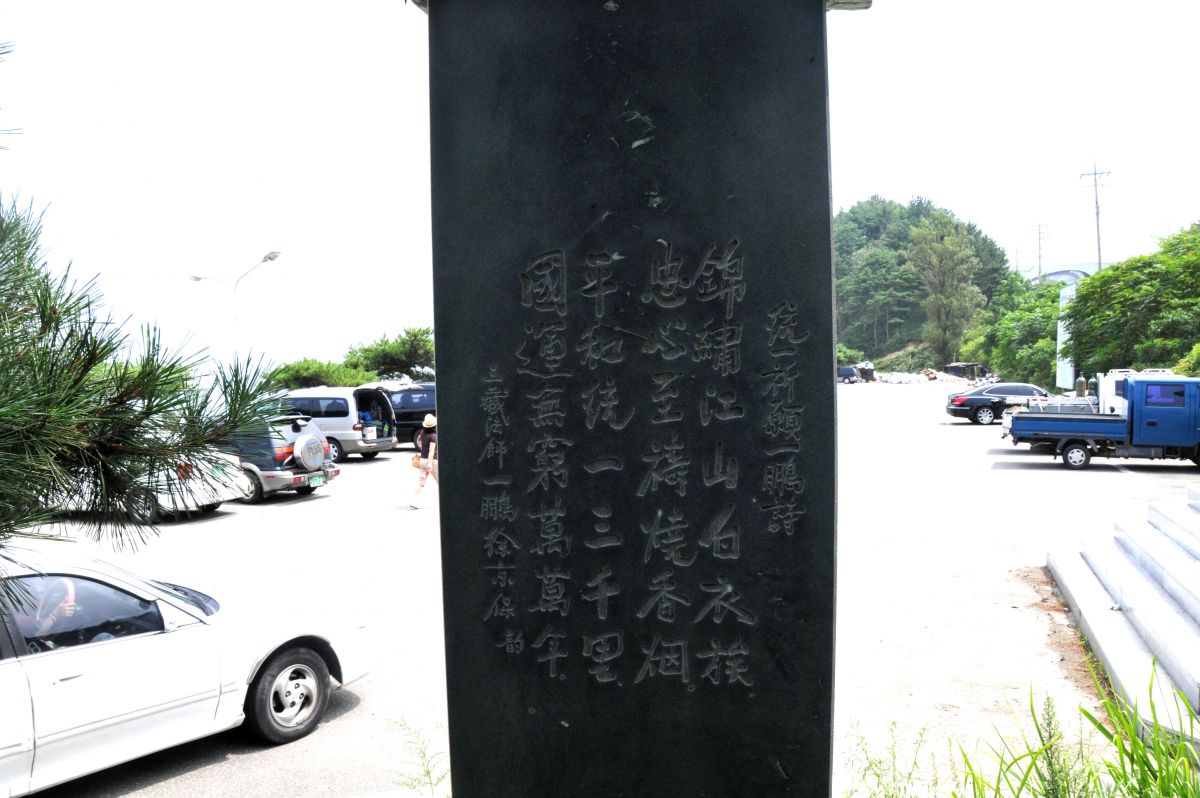 統一祈願一鵬詩
錦繡江山白衣族
忠心至禱燒香烟
平和統一三千里
國運無窮萬萬年
三藏法師一鵬徐京保韵
PLUS